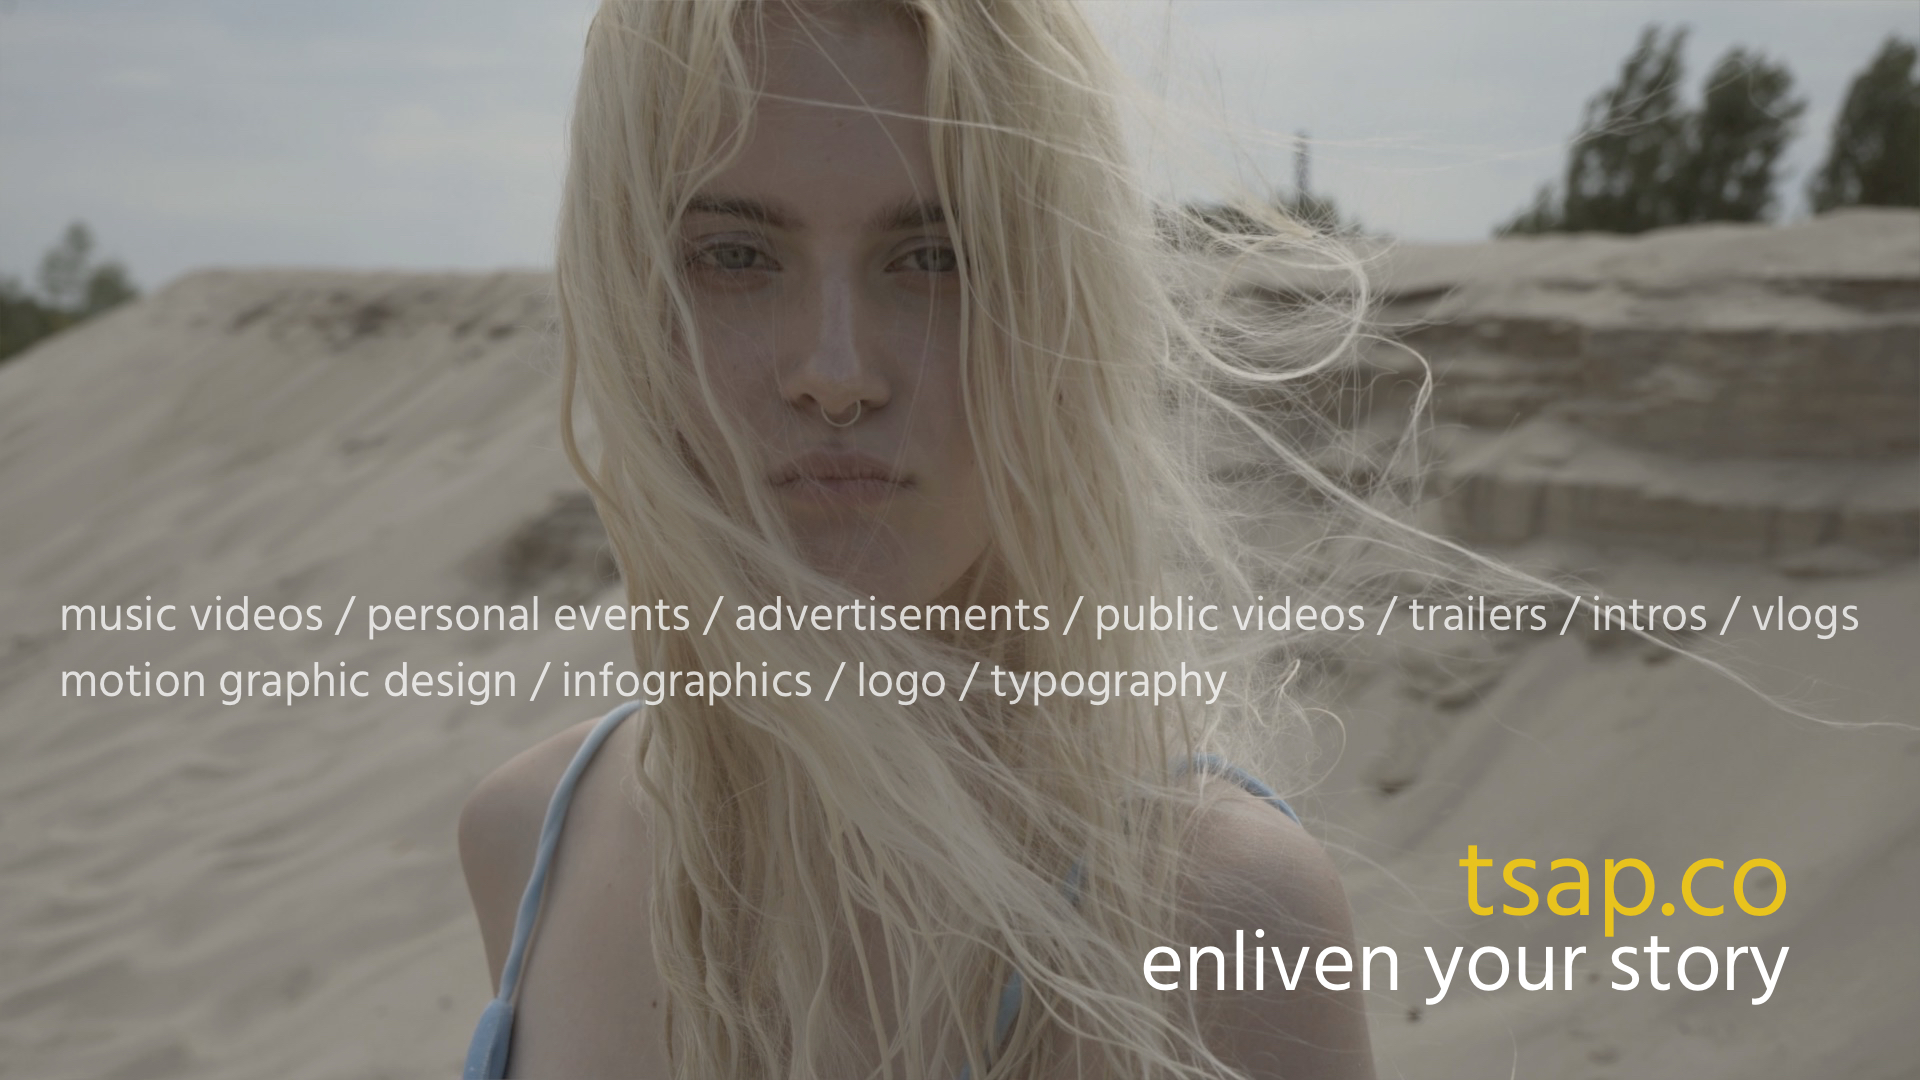 music videos / personal events / advertisements / public videos / trailers / intros / vlogs
motion graphic design / infographics / logo / typography
tsap.co
enliven your story